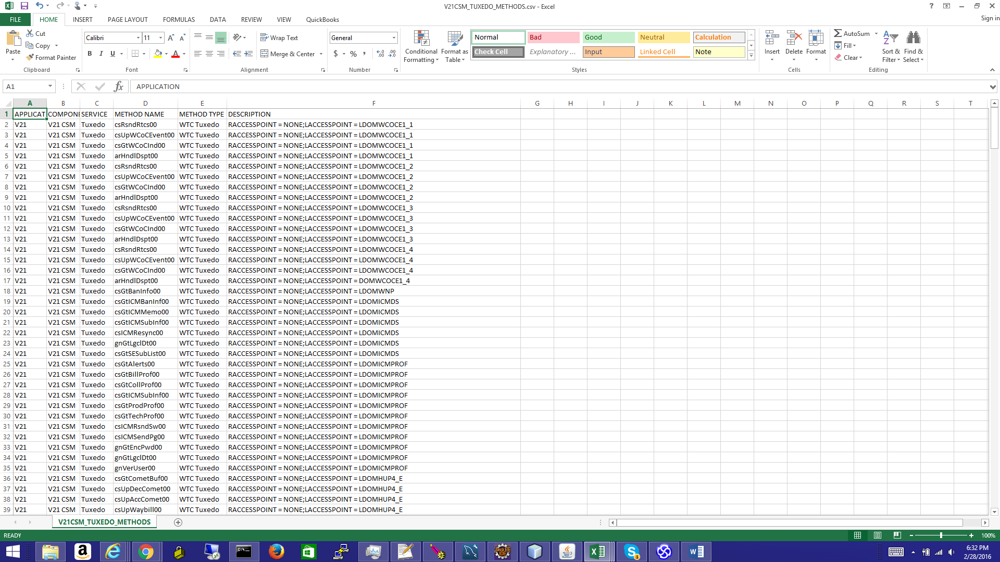 V21CSM_TUXEDO_METHODS.csv - Excel
? 
FILE HOME INSERT PAGE LAYOUT FORMULAS DATA REVIEW VIEW QuickBooks Sign in
Paste Cut Copy Format Painter Clipboard
Calibri 11 A A B I U A Font
Wrap Text Merge & Center Alignment
General $ % , Number
Conditional Formatting Format as Table
Normal Bad Good Neutral Calculation
Check Cell Explanatory ... Input Linked Cell Note
Styles
Insert Delete Format Cells
AutoSum Fill Clear Sort & Filter Find & Select Editing
A1 fx APPLICATION
A B C D E F G H I J K L M N O P Q R S T
1 APPLICAT COMPONE SERVICE METHOD NAME METHOD TYPE DESCRIPTION
2 V21 V21 CSM Tuxedo csRsndRtcs00 WTC Tuxedo RACCESSPOINT = NONE;LACCESSPOINT = LDOMWCOCE1_1
3 V21 V21 CSM Tuxedo csUpWCoCEvent00 WTC Tuxedo RACCESSPOINT = NONE;LACCESSPOINT = LDOMWCOCE1_1
4 V21 V21 CSM Tuxedo csGtWCoCInd00 WTC Tuxedo RACCESSPOINT = NONE;LACCESSPOINT = LDOMWCOCE1_1
5 V21 V21 CSM Tuxedo arHndlDspt00 WTC Tuxedo RACCESSPOINT = NONE;LACCESSPOINT = LDOMWCOCE1_1
6 V21 V21 CSM Tuxedo csRsndRtcs00 WTC Tuxedo RACCESSPOINT = NONE;LACCESSPOINT = LDOMWCOCE1_2
7 V21 V21 CSM Tuxedo csUpWCoCEvent00 WTC Tuxedo RACCESSPOINT = NONE;LACCESSPOINT = LDOMWCOCE1_2
8 V21 V21 CSM Tuxedo csGtWCoCInd00 WTC Tuxedo RACCESSPOINT = NONE;LACCESSPOINT = LDOMWCOCE1_2
9 V21 V21 CSM Tuxedo arHndlDspt00 WTC Tuxedo RACCESSPOINT = NONE;LACCESSPOINT = LDOMWCOCE1_2
10 V21 V21 CSM Tuxedo csRsndRtcs00 WTC Tuxedo RACCESSPOINT = NONE;LACCESSPOINT = LDOMWCOCE1_3
11 V21 V21 CSM Tuxedo csUpWCoCEvent00 WTC Tuxedo RACCESSPOINT = NONE;LACCESSPOINT = LDOMWCOCE1_3
12 V21 V21 CSM Tuxedo csGtWCoCInd00 WTC Tuxedo RACCESSPOINT = NONE;LACCESSPOINT = LDOMWCOCE1_3
13 V21 V21 CSM Tuxedo arHndlDspt00 WTC Tuxedo RACCESSPOINT = NONE;LACCESSPOINT = LDOMWCOCE1_3
14 V21 V21 CSM Tuxedo csRsndRtcs00 WTC Tuxedo RACCESSPOINT = NONE;LACCESSPOINT = LDOMWCOCE1_4
15 V21 V21 CSM Tuxedo csUpWCoCEvent00 WTC Tuxedo RACCESSPOINT = NONE;LACCESSPOINT = LDOMWCOCE1_4
16 V21 V21 CSM Tuxedo csGtWCoCInd00 WTC Tuxedo RACCESSPOINT = NONE;LACCESSPOINT = LDOMWCOCE1_4
17 V21 V21 CSM Tuxedo arHndlDspt00 WTC Tuxedo RACCESSPOINT = NONE;LACCESSPOINT = DOMWCOCE1_4
18 V21 V21 CSM Tuxedo csGtBanInfo00 WTC Tuxedo RACCESSPOINT = NONE;LACCESSPOINT = LDOMWNP
19 V21 V21 CSM Tuxedo csGtICMBanInf00 WTC Tuxedo RACCESSPOINT = NONE;LACCESSPOINT = LDOMICMDS
20 V21 V21 CSM Tuxedo csGtICMMemo00 WTC Tuxedo RACCESSPOINT = NONE;LACCESSPOINT = LDOMICMDS
21 V21 V21 CSM Tuxedo csGtICMSubInf00 WTC Tuxedo RACCESSPOINT = NONE;LACCESSPOINT = LDOMICMDS
22 V21 V21 CSM Tuxedo csICMResync00 WTC Tuxedo RACCESSPOINT = NONE;LACCESSPOINT = LDOMICMDS
23 V21 V21 CSM Tuxedo gnGtLgclDt00 WTC Tuxedo RACCESSPOINT = NONE;LACCESSPOINT = LDOMICMDS
24 V21 V21 CSM Tuxedo csGtSESubList00 WTC Tuxedo RACCESSPOINT = NONE;LACCESSPOINT = LDOMICMDS
25 V21 V21 CSM Tuxedo csGtAlerts00 WTC Tuxedo RACCESSPOINT = NONE;LACCESSPOINT = LDOMICMPROF
26 V21 V21 CSM Tuxedo csGtBillProf00 WTC Tuxedo RACCESSPOINT = NONE;LACCESSPOINT = LDOMICMPROF
27 V21 V21 CSM Tuxedo csGtCollProf00 WTC Tuxedo RACCESSPOINT = NONE;LACCESSPOINT = LDOMICMPROF
28 V21 V21 CSM Tuxedo csGtICMSubInf00 WTC Tuxedo RACCESSPOINT = NONE;LACCESSPOINT = LDOMICMPROF
29 V21 V21 CSM Tuxedo csGtProdProf00 WTC Tuxedo RACCESSPOINT = NONE;LACCESSPOINT = LDOMICMPROF
30 V21 V21 CSM Tuxedo csGtTechProf00 WTC Tuxedo RACCESSPOINT = NONE;LACCESSPOINT = LDOMICMPROF
31 V21 V21 CSM Tuxedo csICMRsndSw00 WTC Tuxedo RACCESSPOINT = NONE;LACCESSPOINT = LDOMICMPROF
32 V21 V21 CSM Tuxedo csICMSendPg00 WTC Tuxedo RACCESSPOINT = NONE;LACCESSPOINT = LDOMICMPROF
33 V21 V21 CSM Tuxedo gnGtEncPwd00 WTC Tuxedo RACCESSPOINT = NONE;LACCESSPOINT = LDOMICMPROF
34 V21 V21 CSM Tuxedo gnGtLgclDt00 WTC Tuxedo RACCESSPOINT = NONE;LACCESSPOINT = LDOMICMPROF
35 V21 V21 CSM Tuxedo gnVerUser00 WTC Tuxedo RACCESSPOINT = NONE;LACCESSPOINT = LDOMICMPROF
36 V21 V21 CSM Tuxedo csGtCometBuf00 WTC Tuxedo RACCESSPOINT = NONE;LACCESSPOINT = LDOMHUP4_E
37 V21 V21 CSM Tuxedo csUpDecComet00 WTC Tuxedo RACCESSPOINT = NONE;LACCESSPOINT = LDOMHUP4_E
38 V21 V21 CSM Tuxedo csUpAccComet00 WTC Tuxedo RACCESSPOINT = NONE;LACCESSPOINT = LDOMHUP4_E
39 V21 V21 CSM Tuxedo csUpWaybill00 WTC Tuxedo RACCESSPOINT = NONE;LACCESSPOINT = LDOMHUP4_E
V21CSM_TUXEDO_METHODS
READY 100%
6:32 PM
2/28/2016